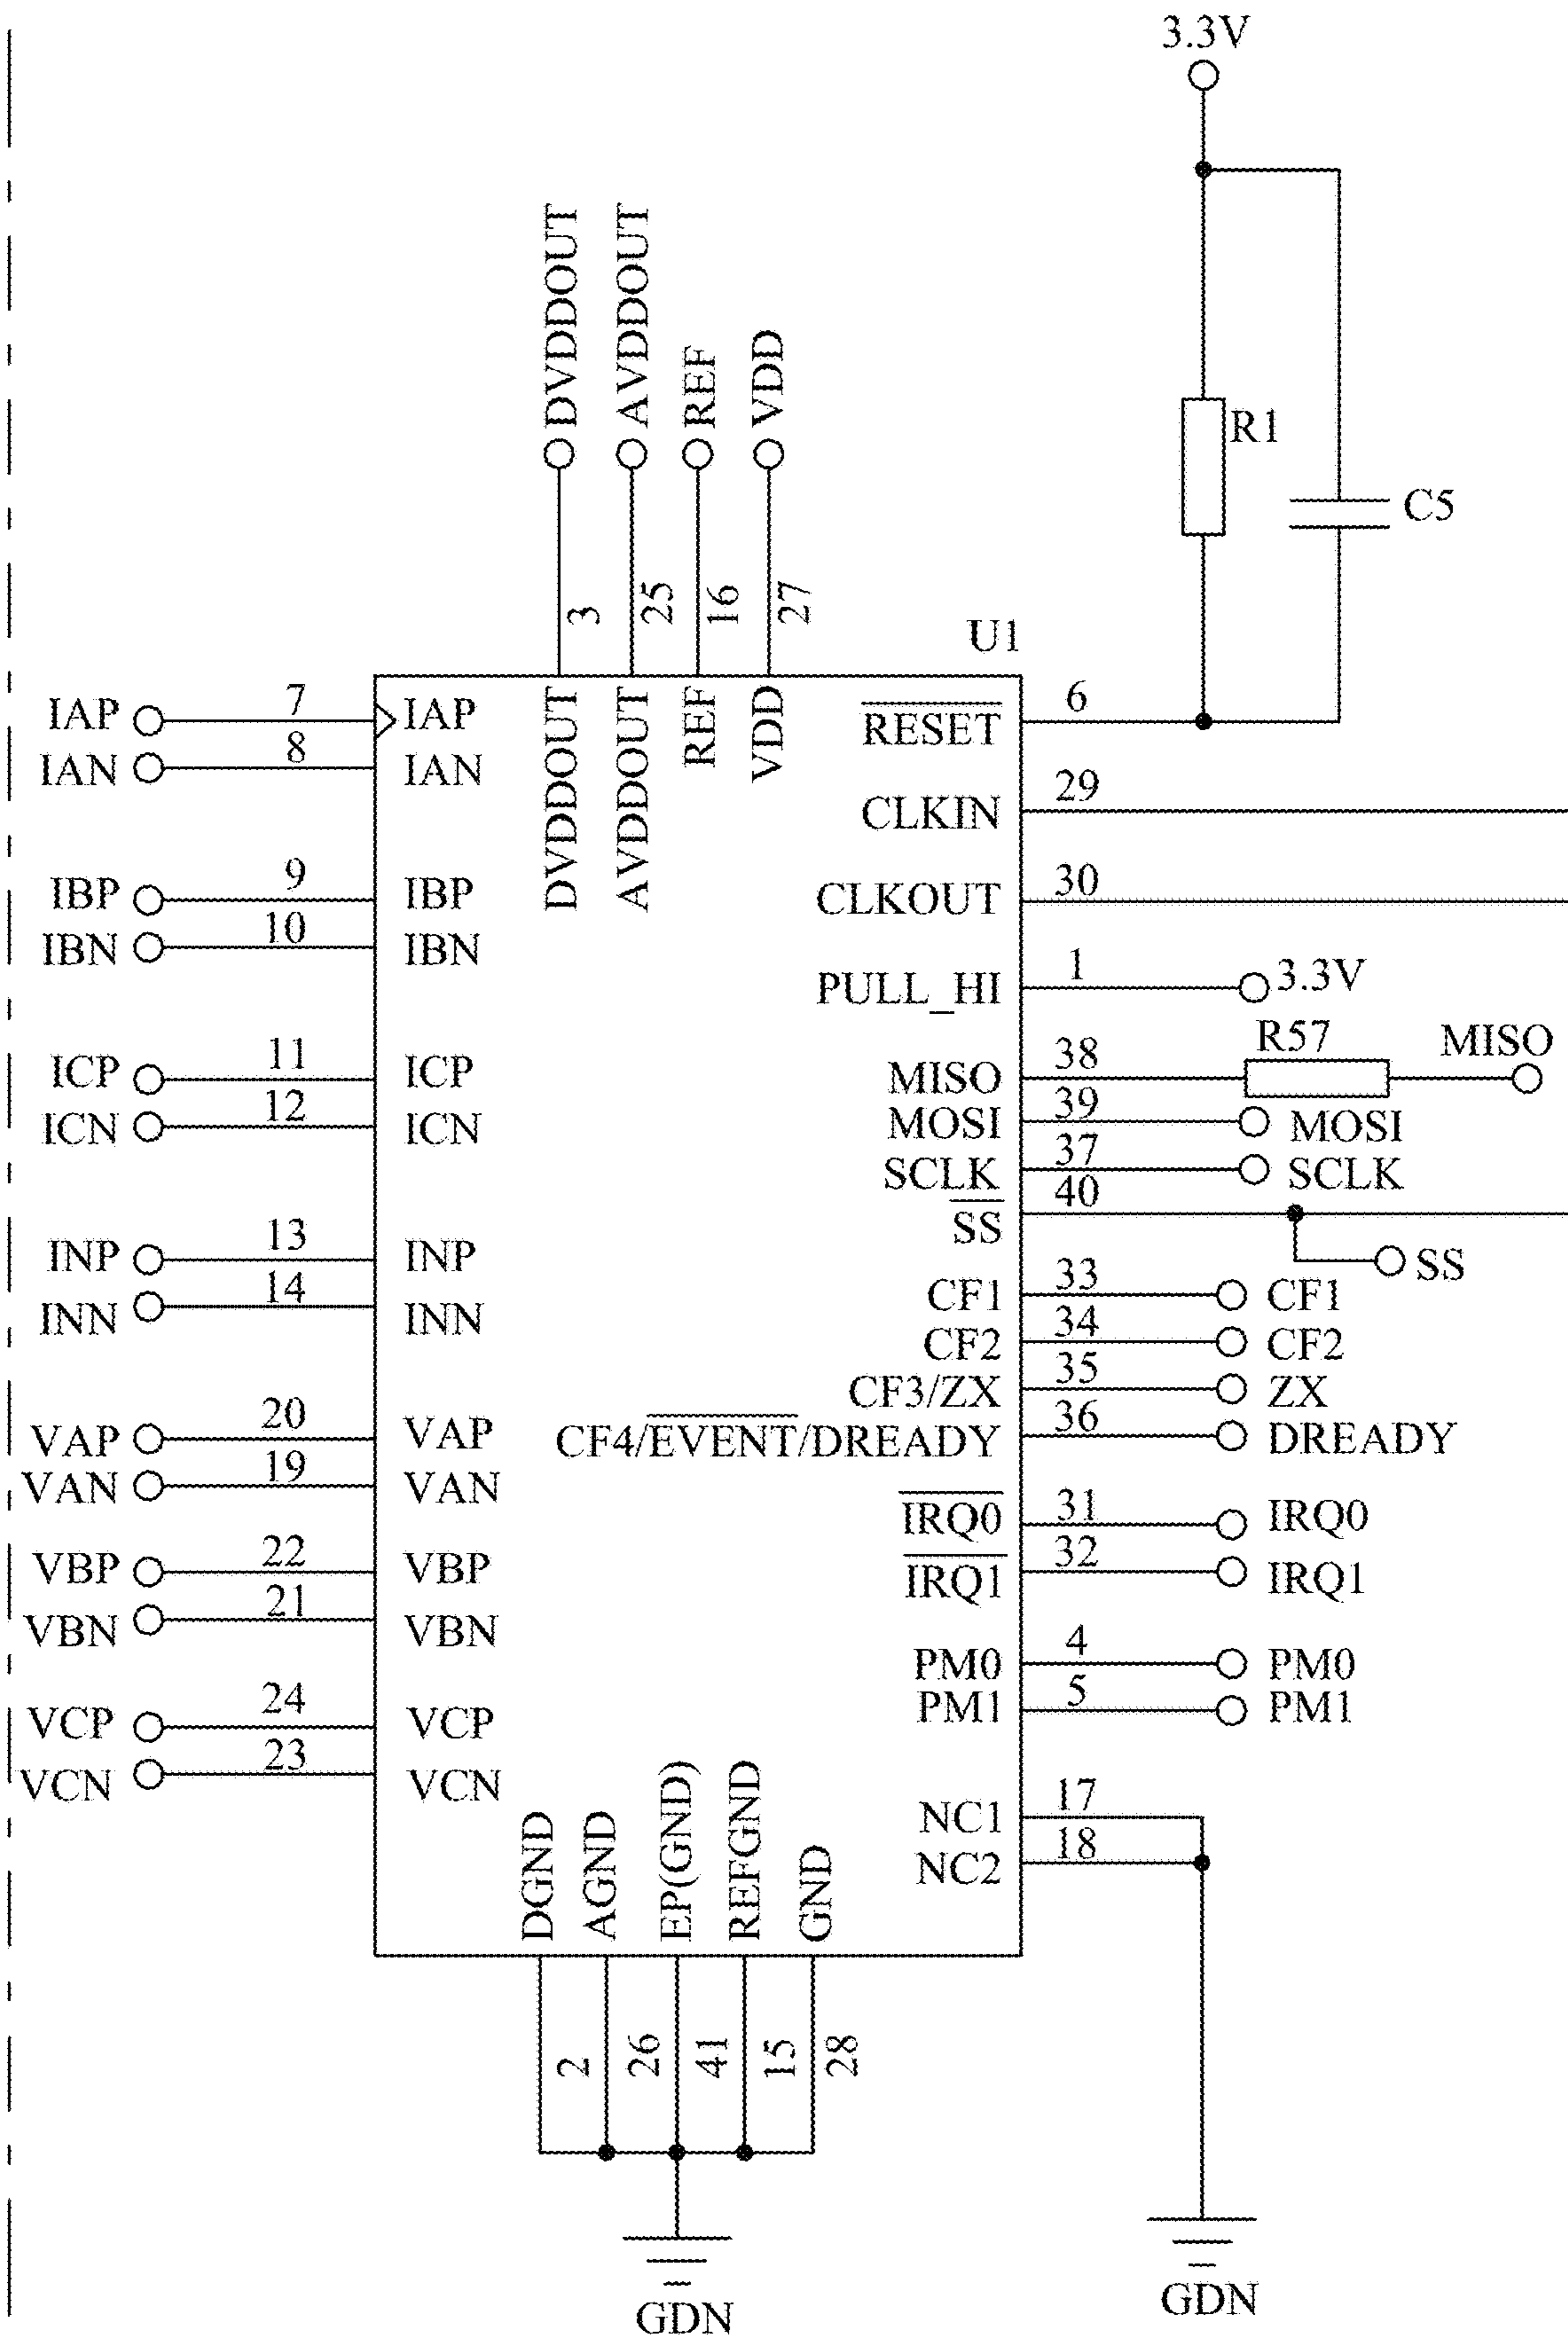 3.3V
DVDDOUT
AVDDOUT
REF
VDD
R1
C5
3
25
16
27
U1
IAP 7 IAP
IAN 8 IAN
IBP 9 IBP
IBN 10 IBN
ICP 11 ICP
ICN 12 ICN
INP 13 INP
INN 14 INN
VAP 20 VAP
VAN 19 VAN
VBP 22 VBP
VBN 21 VBN
VCP 24 VCP
VCN 23 VCN
DVDDOUT
AVDDOUT
REF
VDD
RESET 6
CLKIN 29
CLKOUT 30
PULL_HI 1 3.3V
MISO 38 R57 MISO
MOSI 39 MOSI
SCLK 37 SCLK
SS 40 SS
CF1 33 CF1
CF2 34 CF2
CF3/ZX 35 ZX
CF4/EVENT/DREADY 36 DREADY
IRQ0 31 IRQ0
IRQ1 32 IRQ1
PM0 4 PM0
PM1 5 PM1
NC1 17
NC2 18
DGND
AGND
EP(GND)
REFGND
GND
2
26
41
15
28
GDN
GDN